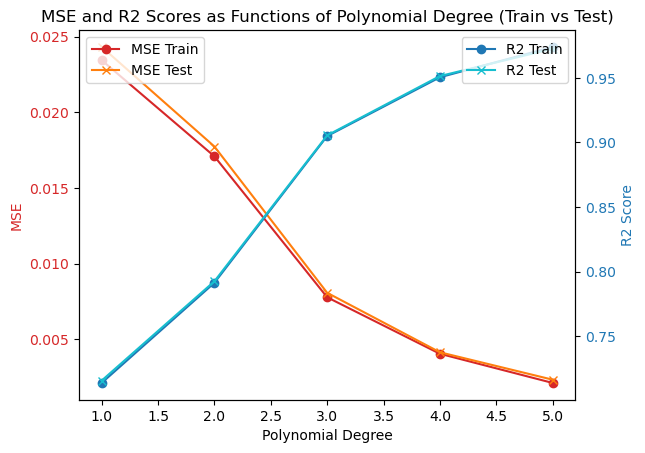 MSE and R2 Scores as Functions of Polynomial Degree (Train vs Test)
MSE Train
MSE Test
R2 Train
R2 Test
0.025
0.020
0.015
0.010
0.005
MSE
0.95
0.90
0.85
0.80
0.75
R2 Score
1.0 1.5 2.0 2.5 3.0 3.5 4.0 4.5 5.0
Polynomial Degree